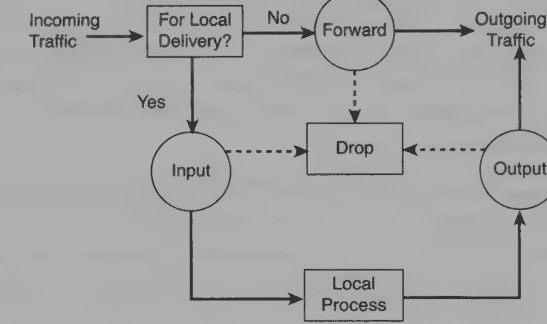 Incoming
Traffic
For Local
Delivery?
No
Forward
Outgoing
Traffic
Yes
Input
Drop
Output
Local
Process